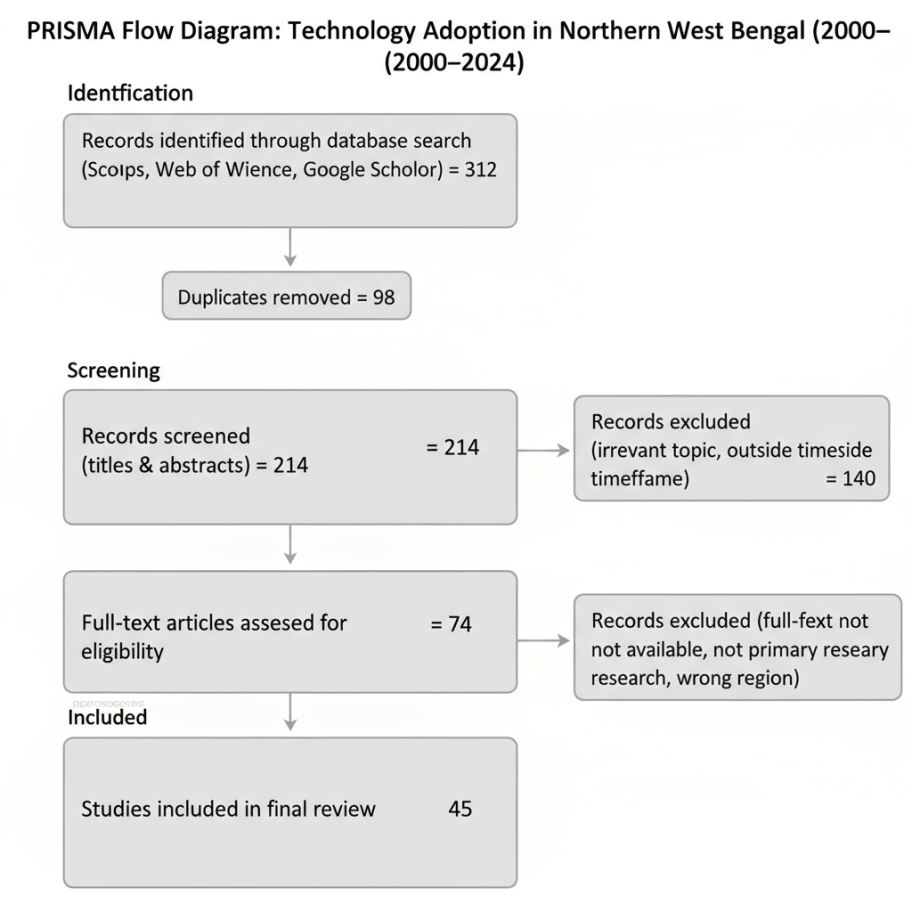 PRISMA Flow Diagram: Technology Adoption in Northern West Bengal (2000–
(2000–2024)
Identfication
Records identified through database search
(Scoıps, Web of Wience, Google Scholor) = 312
Duplicates removed = 98
Screening
Records screened
(titles & abstracts) = 214
= 214
Records excluded
(irrevant topic, outside timeside
timeffame) = 140
Full-text articles assesed for
eligibility
= 74
Records excluded (full-fext not
not available, not primary researy
research, wrong region)
Included
Studies included in final review 45